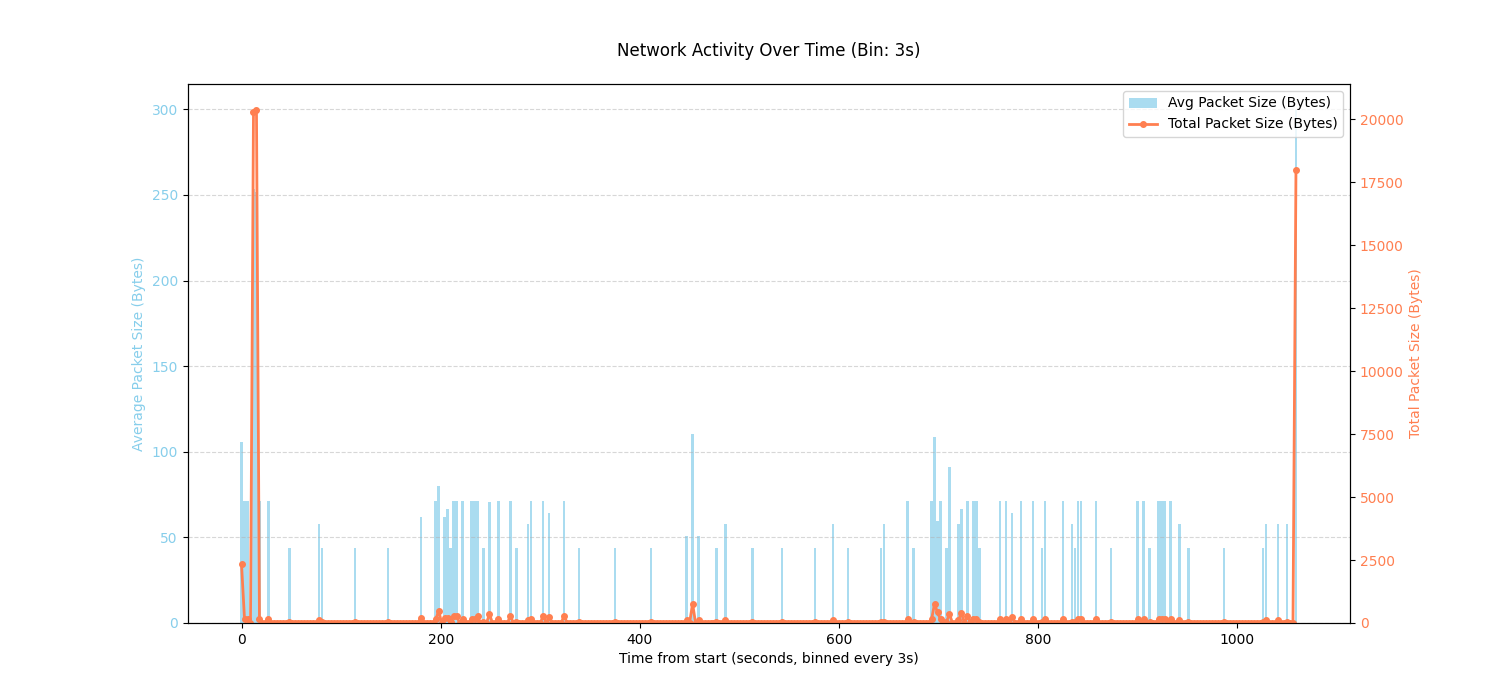 Network Activity Over Time (Bin: 3s)
Avg Packet Size (Bytes)
Total Packet Size (Bytes)
300
250
200
150
100
50
0
Average Packet Size (Bytes)
20000
17500
15000
12500
10000
7500
5000
2500
0
Total Packet Size (Bytes)
0 200 400 600 800 1000
Time from start (seconds, binned every 3s)